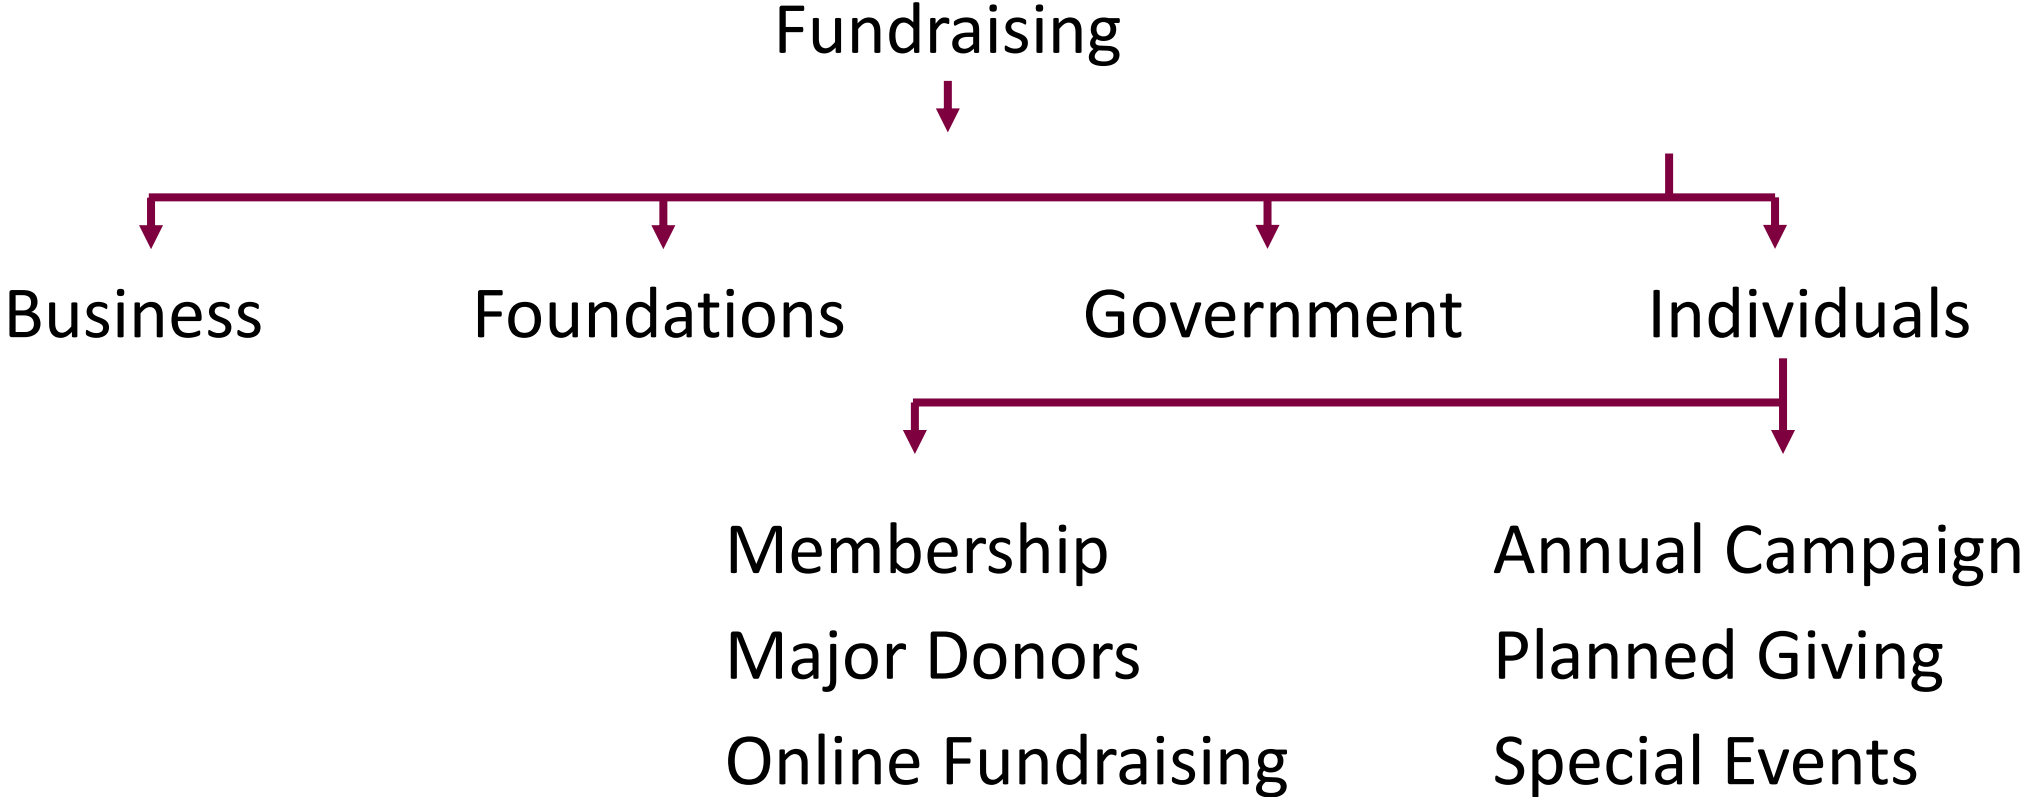 Fundraising
Business Foundations Government Individuals
Membership Annual Campaign
Major Donors Planned Giving
Online Fundraising Special Events